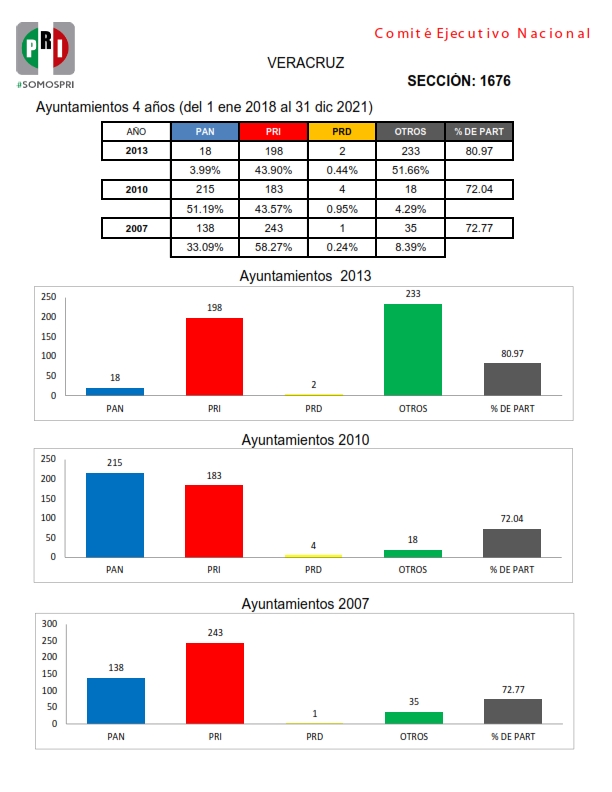 Comité Ejecutivo Nacional
PRI
#SOMOSPRI
VERACRUZ
SECCIÓN: 1676
Ayuntamientos 4 años (del 1 ene 2018 al 31 dic 2021)
AÑO PAN PRI PRD OTROS % DE PART
2013 18 198 2 233 80.97
3.99% 43.90% 0.44% 51.66%
2010 215 183 4 18 72.04
51.19% 43.57% 0.95% 4.29%
2007 138 243 1 35 72.77
33.09% 58.27% 0.24% 8.39%
Ayuntamientos 2013
250
200
150
100
50
0
18 198 2 233 80.97
PAN PRI PRD OTROS % DE PART
Ayuntamientos 2010
250
200
150
100
50
0
215 183 4 18 72.04
PAN PRI PRD OTROS % DE PART
Ayuntamientos 2007
300
250
200
150
100
50
0
138 243 1 35 72.77
PAN PRI PRD OTROS % DE PART